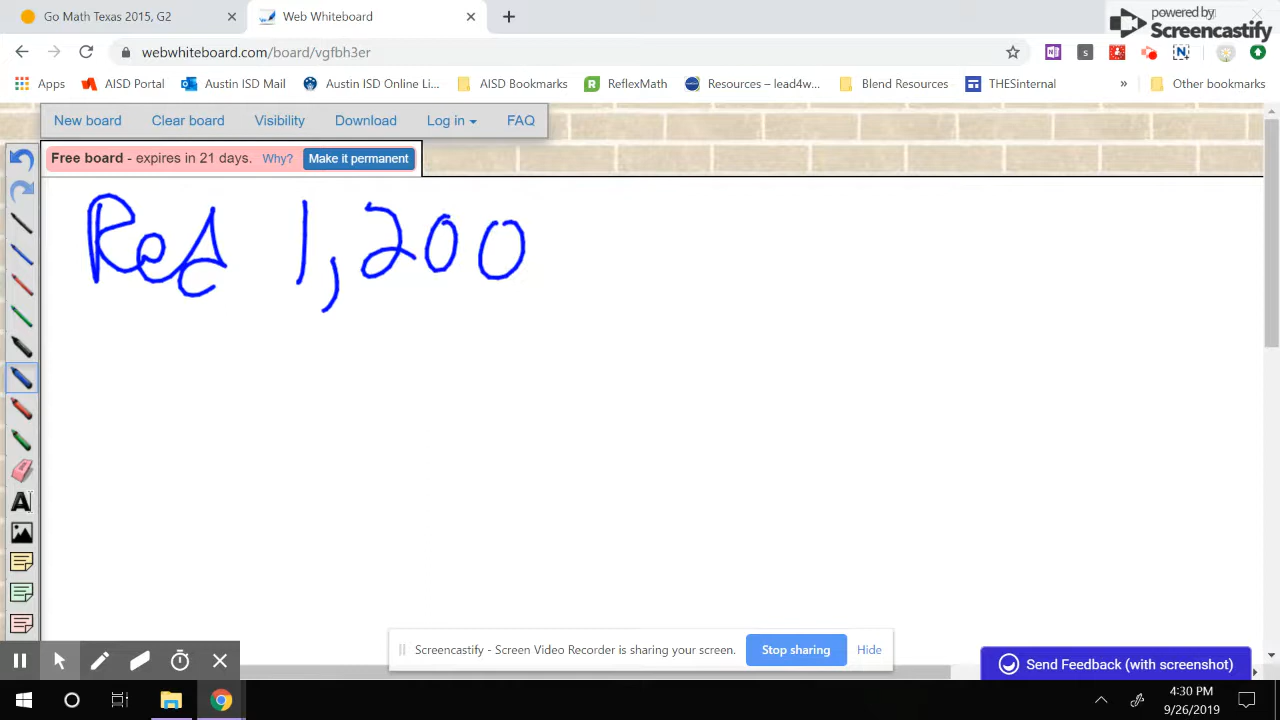 Go Math Texas 2015, G2
Web Whiteboard
powered by
Screencastify
webwhiteboard.com/board/vgfbh3er
Apps
AISD Portal
Austin ISD Mail
Austin ISD Online Li...
AISD Bookmarks
ReflexMath
Resources – lead4w...
Blend Resources
THESinternal
»
Other bookmarks
New board
Clear board
Visibility
Download
Log in
FAQ
Free board - expires in 21 days. Why? Make it permanent
Red 1,200
A
Screencastify - Screen Video Recorder is sharing your screen.
Stop sharing
Hide
Send Feedback (with screenshot)
4:30 PM
9/26/2019